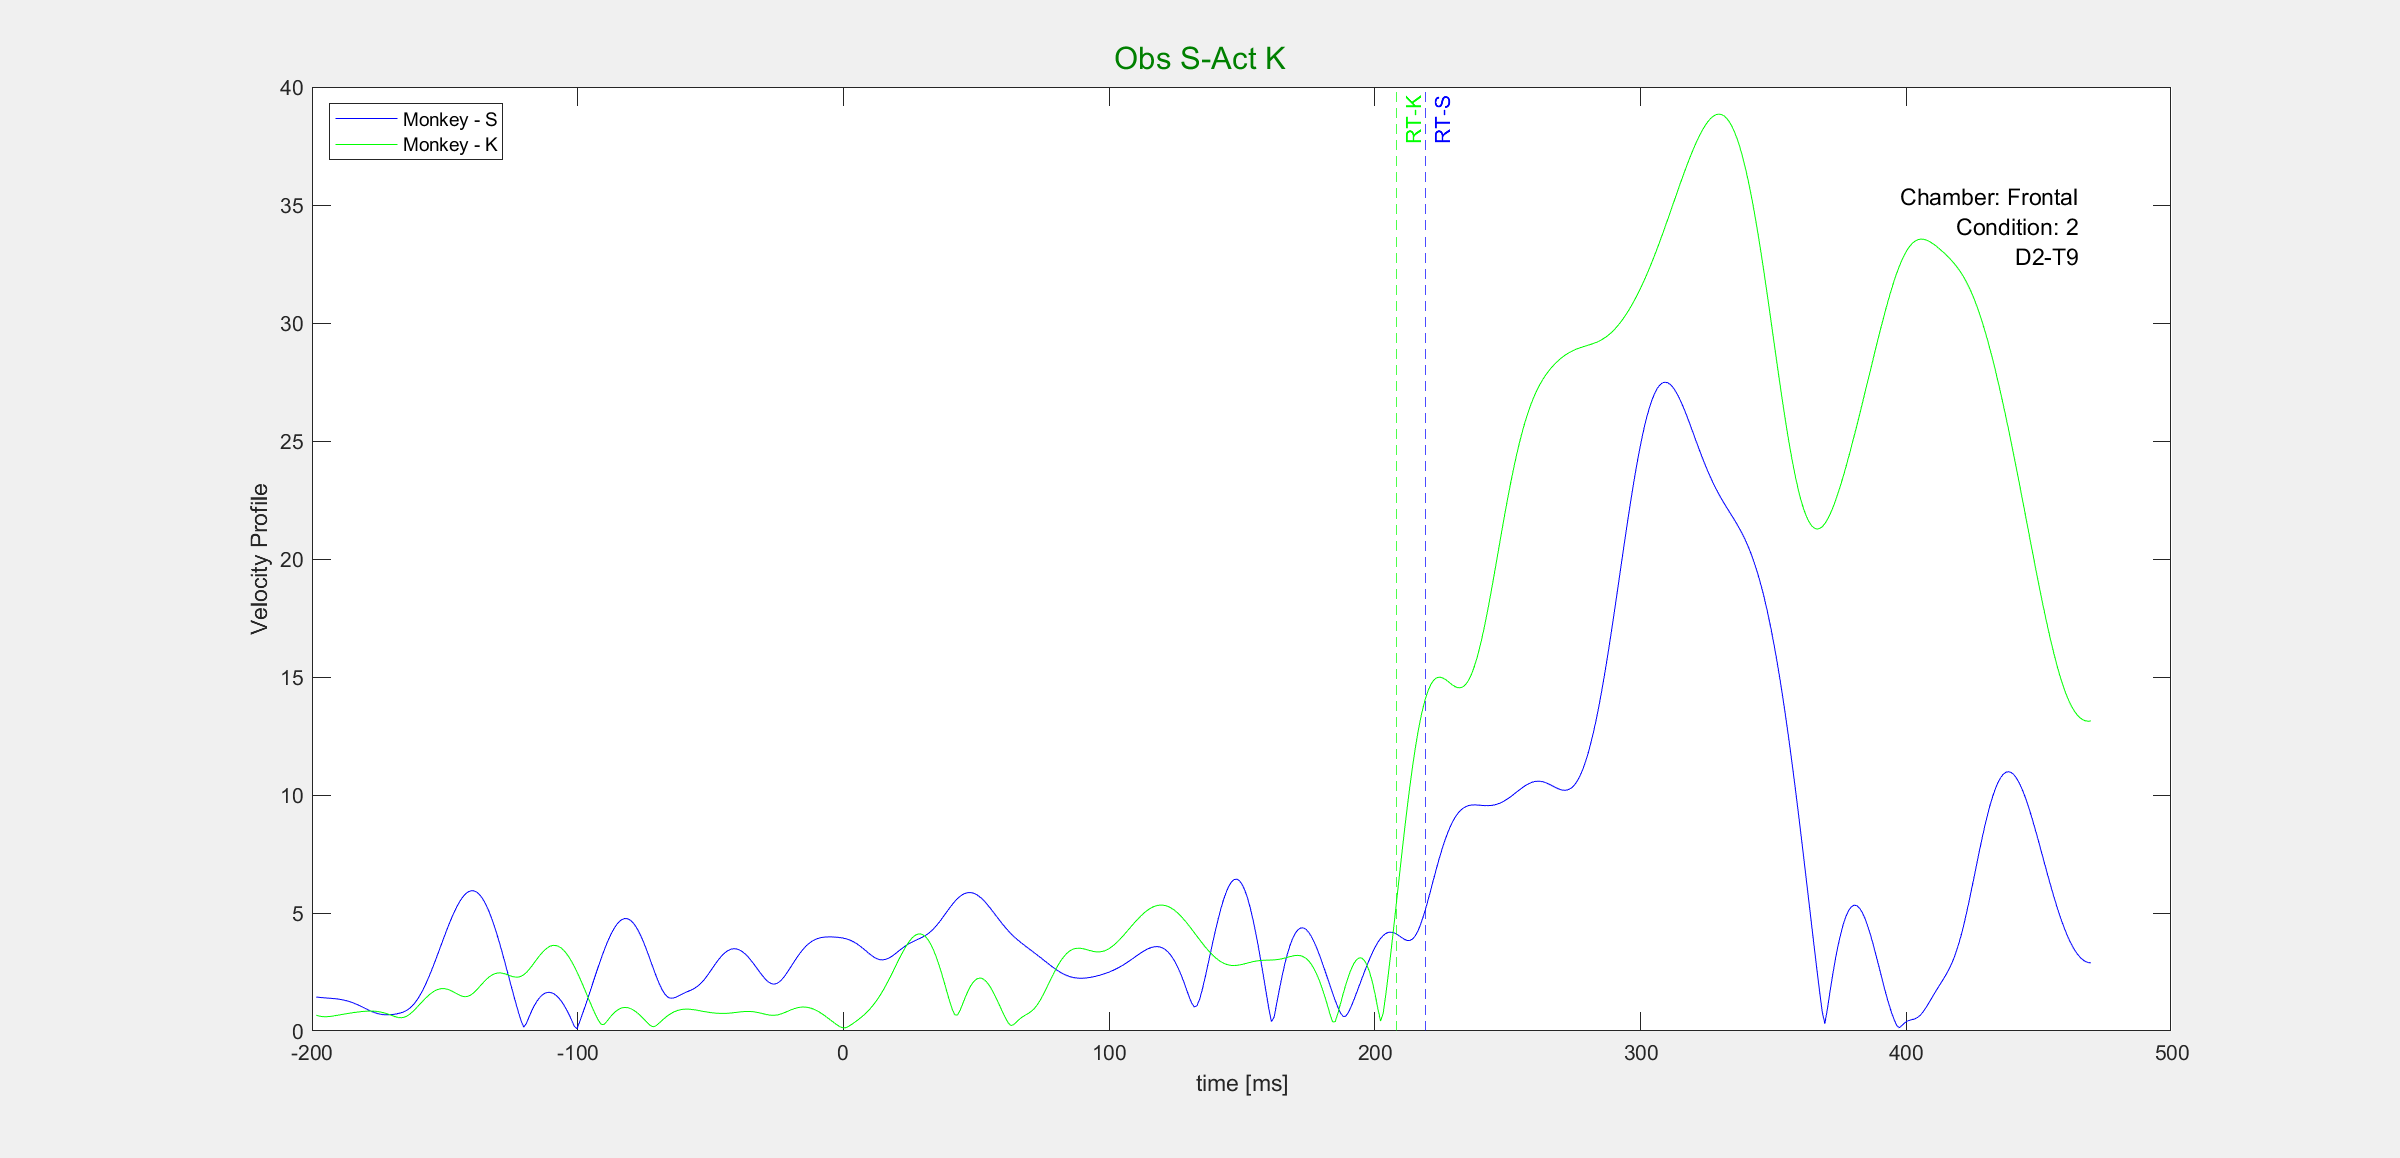 Obs S-Act K
Monkey - S
Monkey - K
RT-K
RT-S
Chamber: Frontal
Condition: 2
D2-T9
Velocity Profile
40
35
30
25
20
15
10
5
0
-200
-100
0
100
200
300
400
500
time [ms]